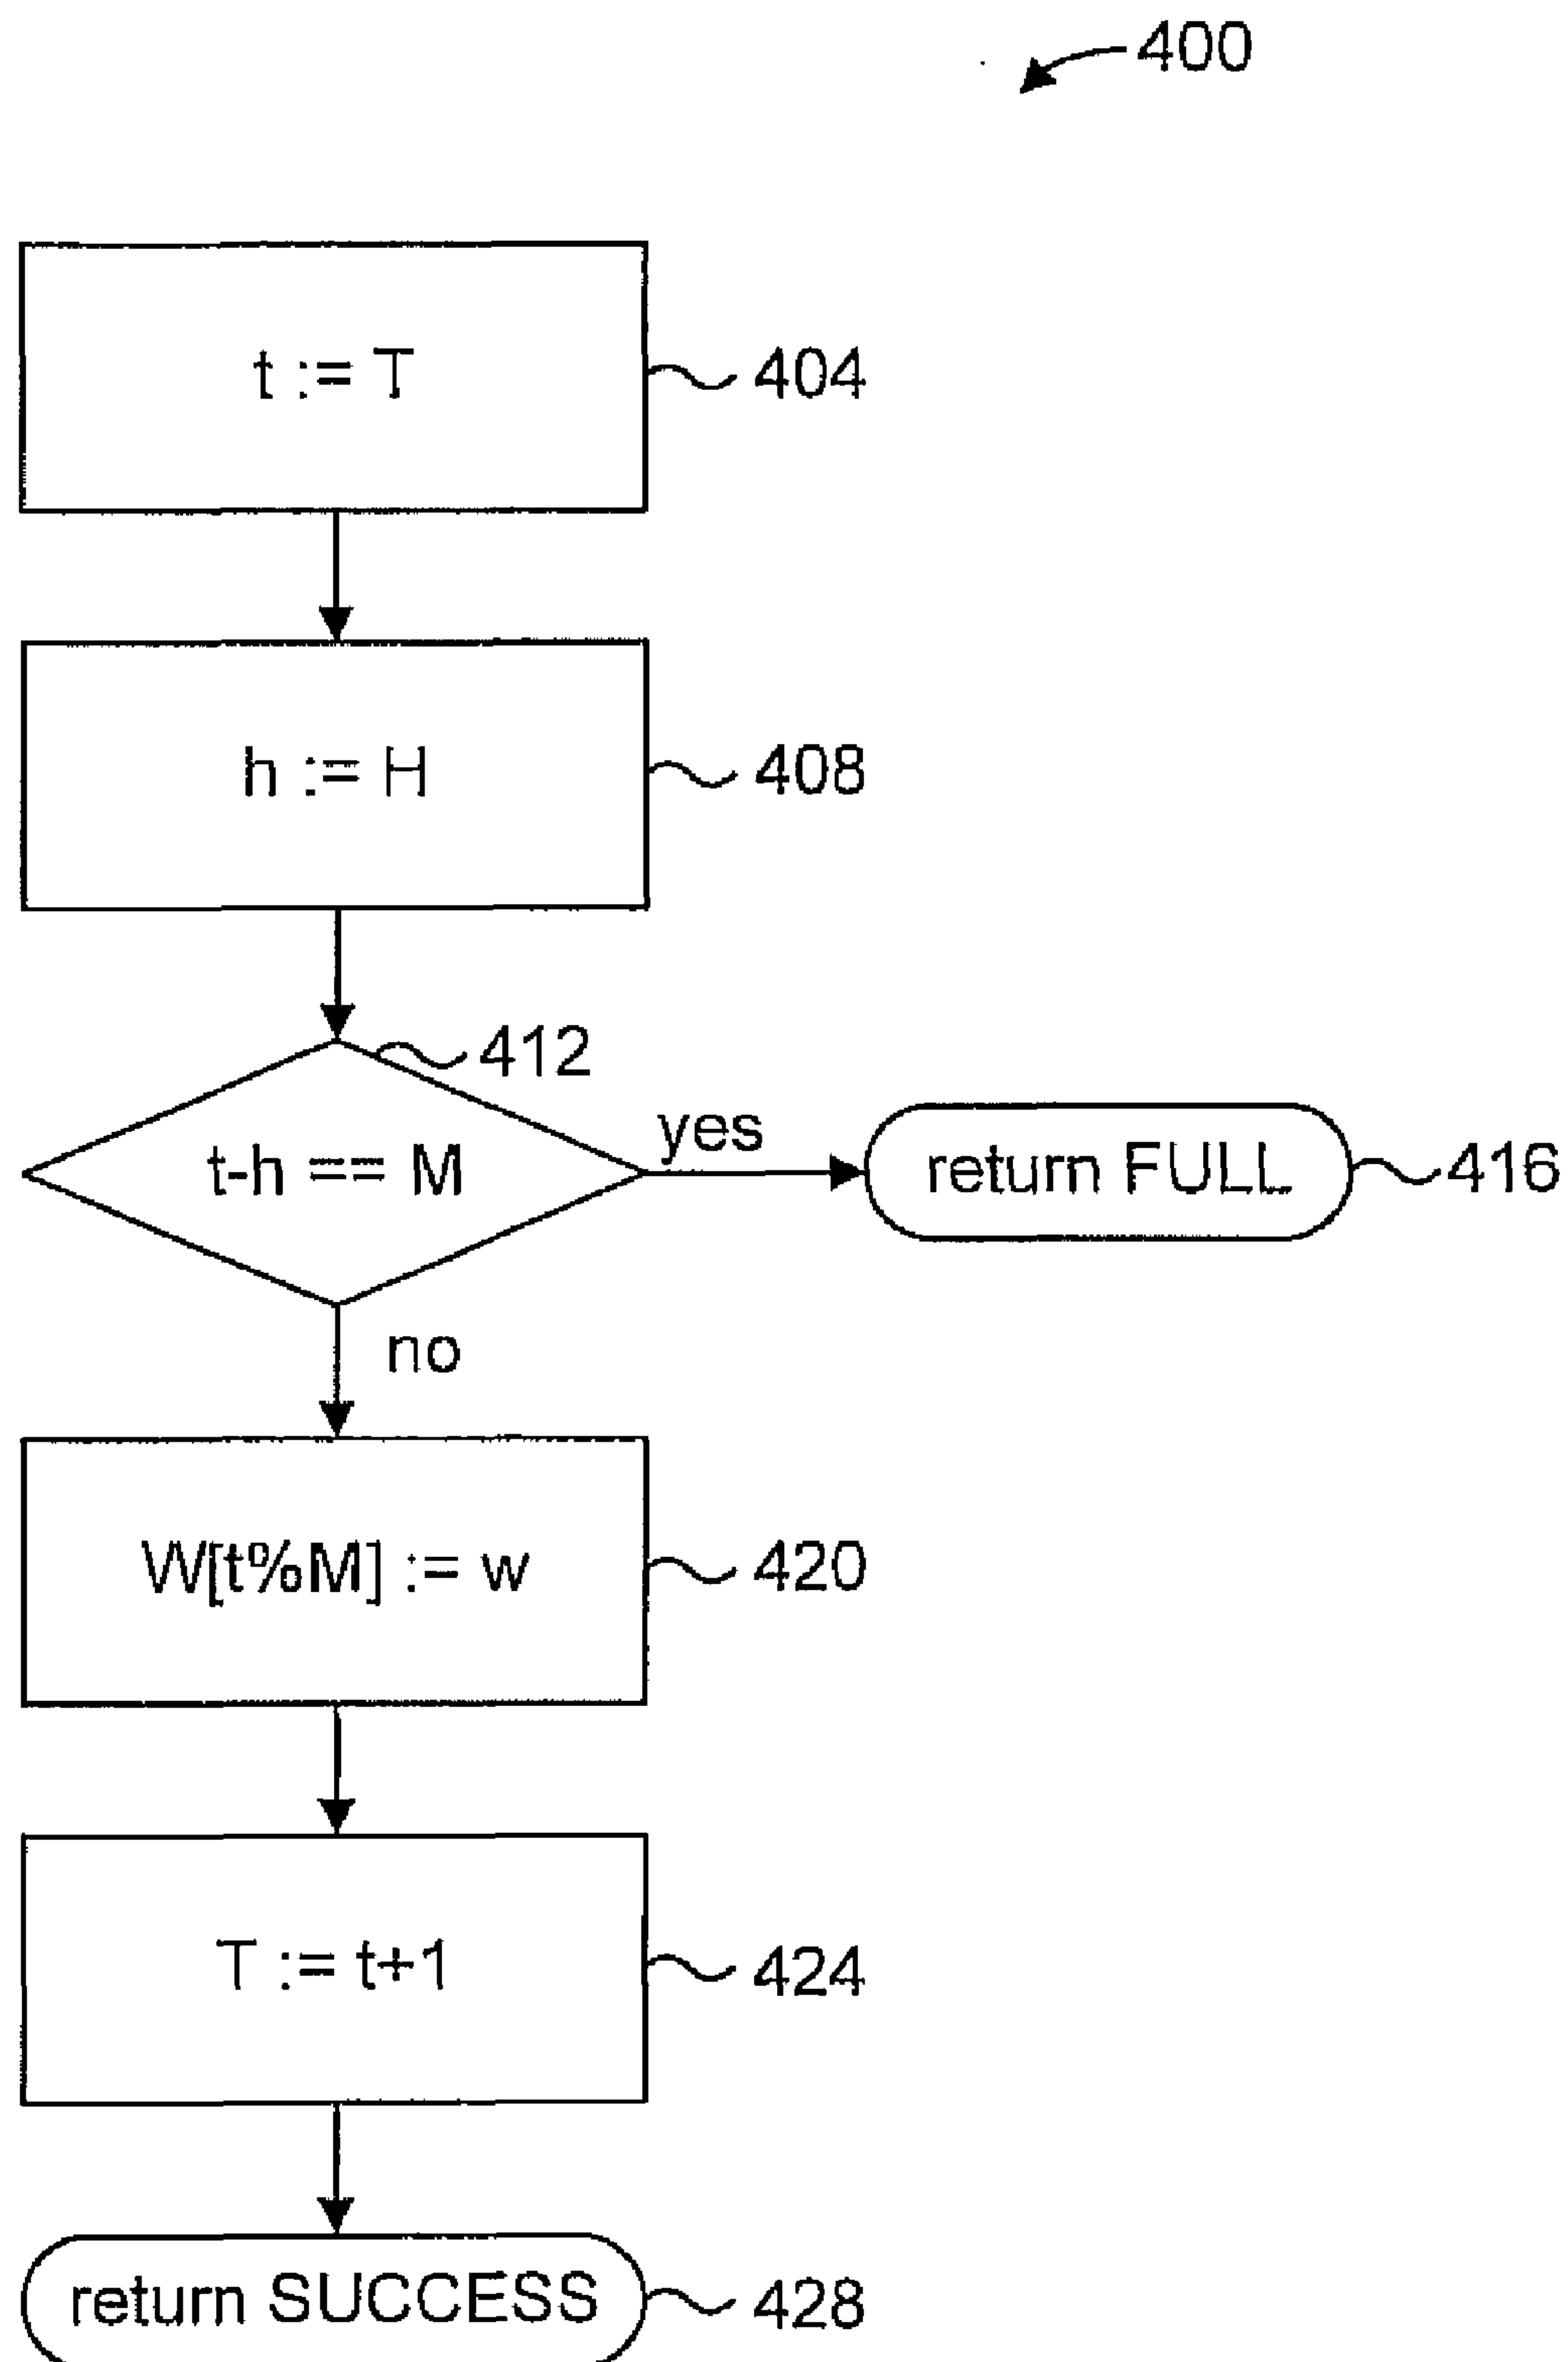 400
t := T
404
h := H
408
412
t-h == M
yes
return FULL
416
no
W[t%M] := w
420
T := t+1
424
return SUCCESS
428